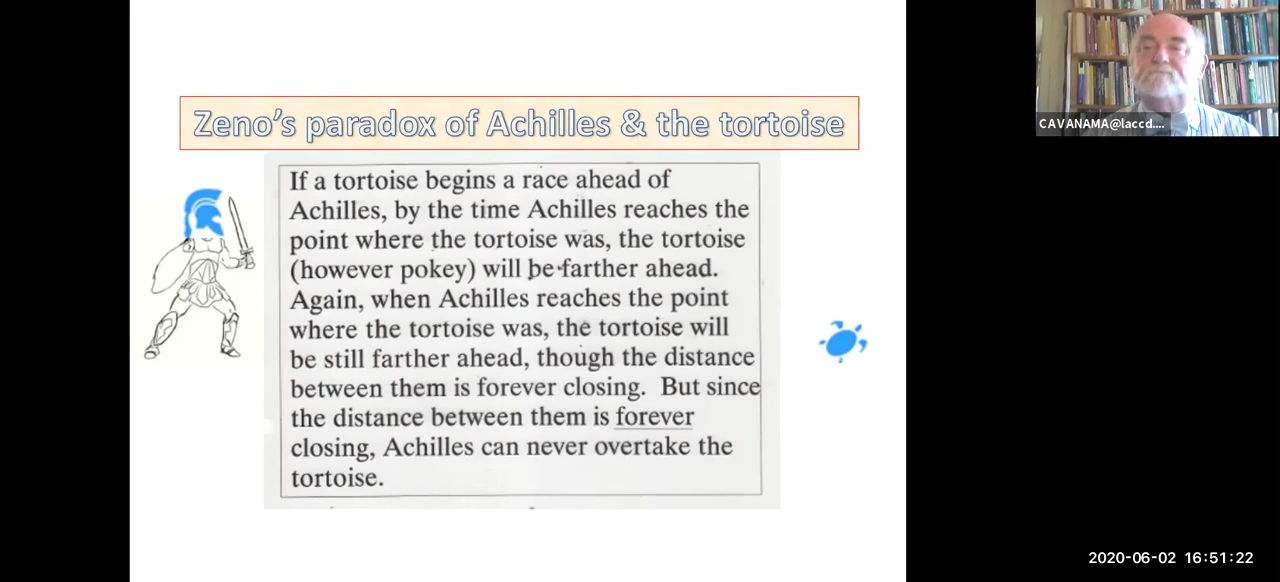 Zeno's paradox of Achilles & the tortoise
If a tortoise begins a race ahead of
Achilles, by the time Achilles reaches the
point where the tortoise was, the tortoise
(however pokey) will be farther ahead.
Again, when Achilles reaches the point
where the tortoise was, the tortoise will
be still farther ahead, though the distance
between them is forever closing.  But since
the distance between them is forever
closing, Achilles can never overtake the
tortoise.
CAVANAMA@laccd....
2020-06-02 16:51:22